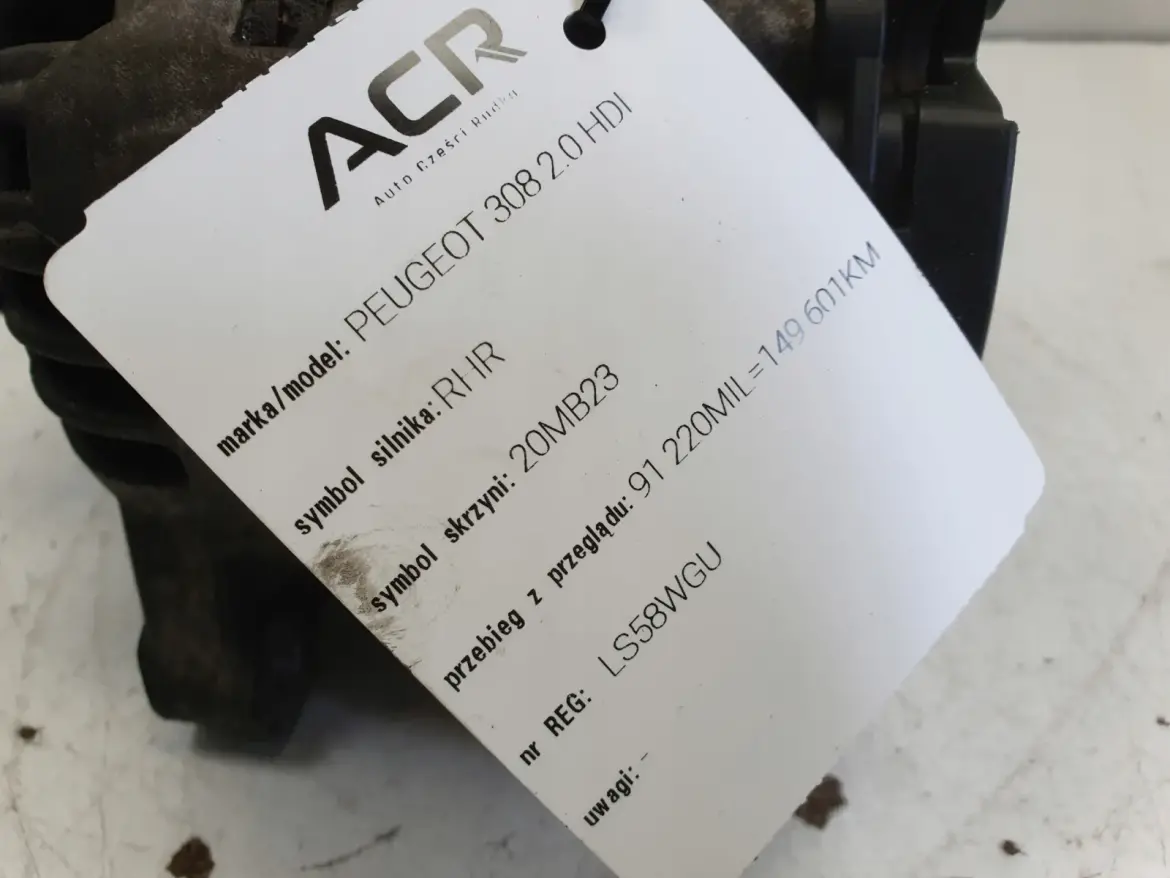 ACR
Auto Części Rudka
marka/model: PEUGEOT 308 2.0 HDI
symbol silnika: RHR
symbol skrzyni: 20MB23
przebieg z przeglądu: 91 220MIL=149 601KM
nr REG: LS58WGU
uwagi: -